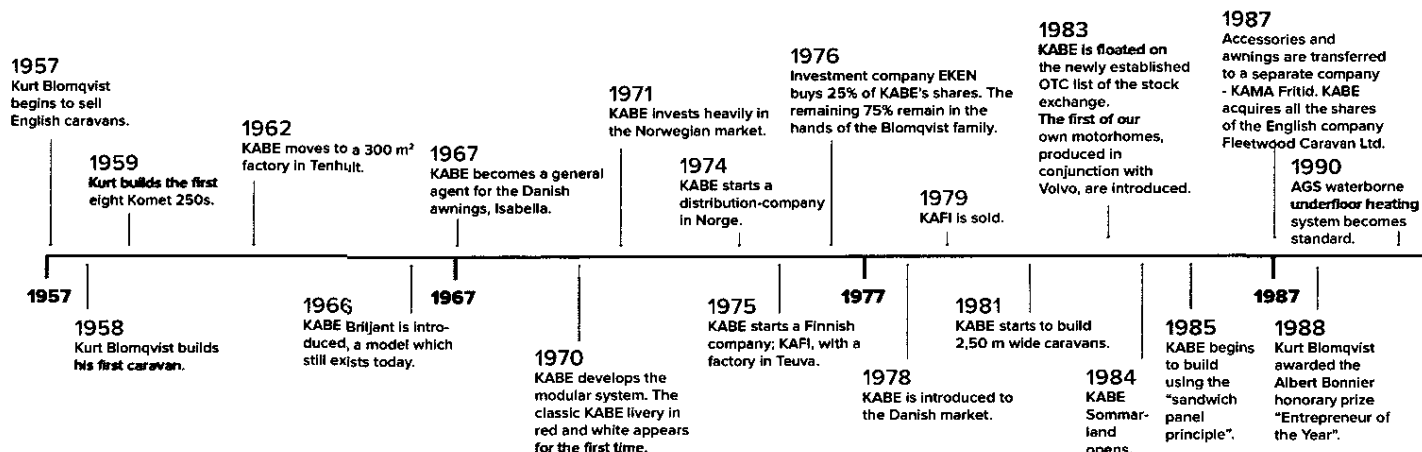 1957
Kurt Blomqvist
begins to sell
English caravans.
1959
Kurt builds the first
eight Komet 250s.
1962
KABE moves to a 300 m²
factory in Tenhult.
1967
KABE becomes a general
agent for the Danish
awnings, Isabella.
1971
KABE invests heavily in
the Norwegian market.
1974
KABE starts a
distribution-company
in Norge.
1976
Investment company EKEN
buys 25% of KABE's shares. The
remaining 75% remain in the
hands of the Blomqvist family.
1979
KAFI is sold.
1983
KABE is floated on
the newly established
OTC list of the stock
exchange.
The first of our
own motorhomes,
produced in
conjunction with
Volvo, are introduced.
1987
Accessories and
awnings are transferred
to a separate company
- KAMA Fritid. KABE
acquires all the shares
of the English company
Fleetwood Caravan Ltd.
1990
AGS waterborne
underfloor heating
system becomes
standard.
1957
1967
1977
1987
1958
Kurt Blomqvist builds
his first caravan.
1966
KABE Briljant is intro-
duced, a model which
still exists today.
1970
KABE develops the
modular system. The
classic KABE livery in
red and white appears
for the first time.
1975
KABE starts a Finnish
company; KAFI, with a
factory in Teuva.
1978
KABE is introduced to
the Danish market.
1981
KABE starts to build
2,50 m wide caravans.
1984
KABE
Sommar-
land
opens
1985
KABE begins
to build
using the
"sandwich
panel
principle".
1988
Kurt Blomqvist
awarded the
Albert Bonnier
honorary prize
"Entrepreneur of
the Year".